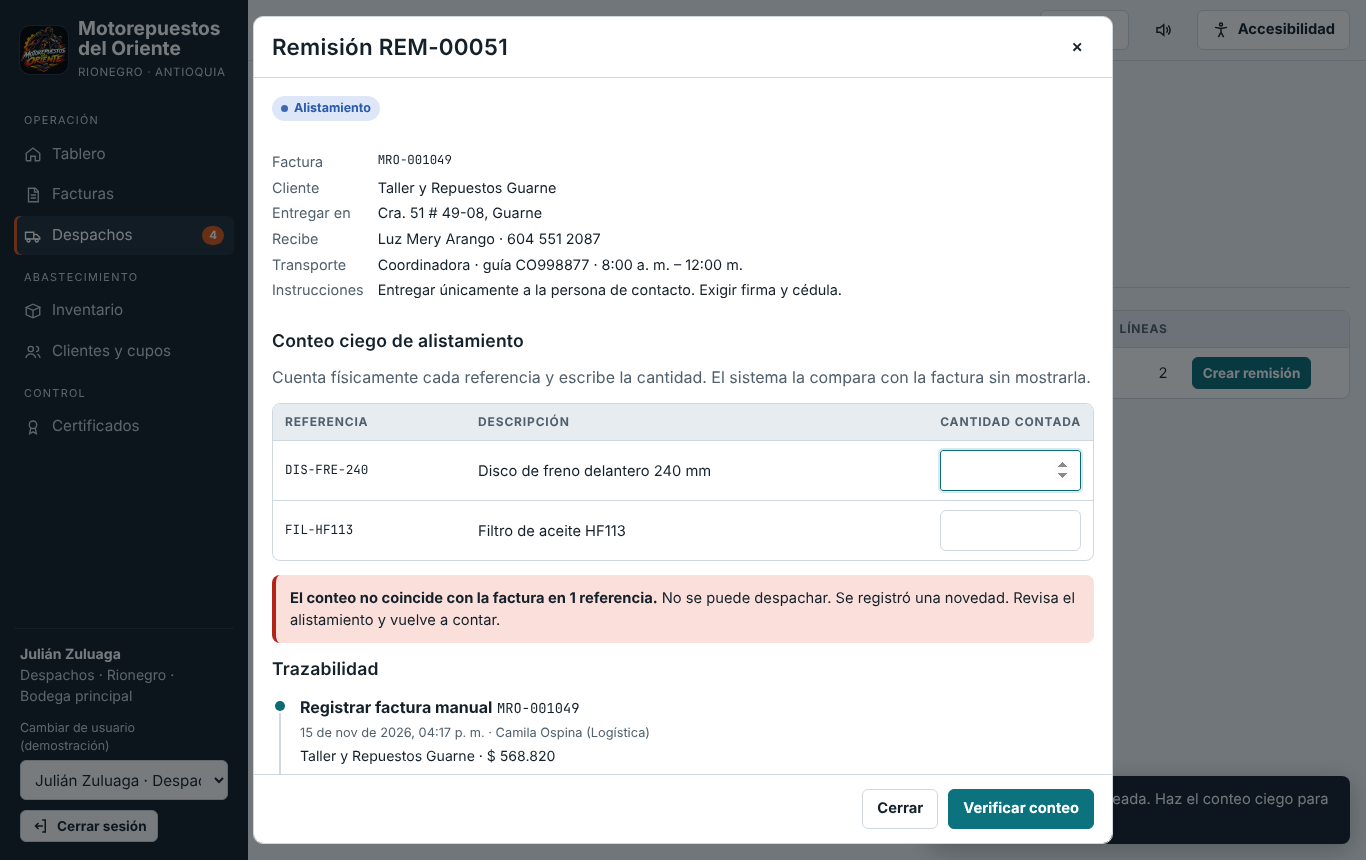 Motorepuestos
del Oriente
RIONEGRO · ANTIOQUIA
OPERACIÓN
Tablero
Facturas
Despachos 4
ABASTECIMIENTO
Inventario
Clientes y cupos
CONTROL
Certificados
Julián Zuluaga
Despachos · Rionegro ·
Bodega principal
Cambiar de usuario
(demostración)
Julián Zuluaga · Despac
Cerrar sesión
Accesibilidad
LÍNEAS
2 Crear remisión
Remisión REM-00051
×
Alistamiento
Factura MRO-001049
Cliente Taller y Repuestos Guarne
Entregar en Cra. 51 # 49-08, Guarne
Recibe Luz Mery Arango · 604 551 2087
Transporte Coordinadora · guía CO998877 · 8:00 a. m. – 12:00 m.
Instrucciones Entregar únicamente a la persona de contacto. Exigir firma y cédula.
Conteo ciego de alistamiento
Cuenta físicamente cada referencia y escribe la cantidad. El sistema la compara con la factura sin mostrarla.
REFERENCIA DESCRIPCIÓN CANTIDAD CONTADA
DIS-FRE-240 Disco de freno delantero 240 mm
FIL-HF113 Filtro de aceite HF113
El conteo no coincide con la factura en 1 referencia. No se puede despachar. Se registró una novedad. Revisa el
alistamiento y vuelve a contar.
Trazabilidad
Registrar factura manual MRO-001049
15 de nov de 2026, 04:17 p. m. · Camila Ospina (Logística)
Taller y Repuestos Guarne · $ 568.820
Cerrar
Verificar conteo
eada. Haz el conteo ciego para